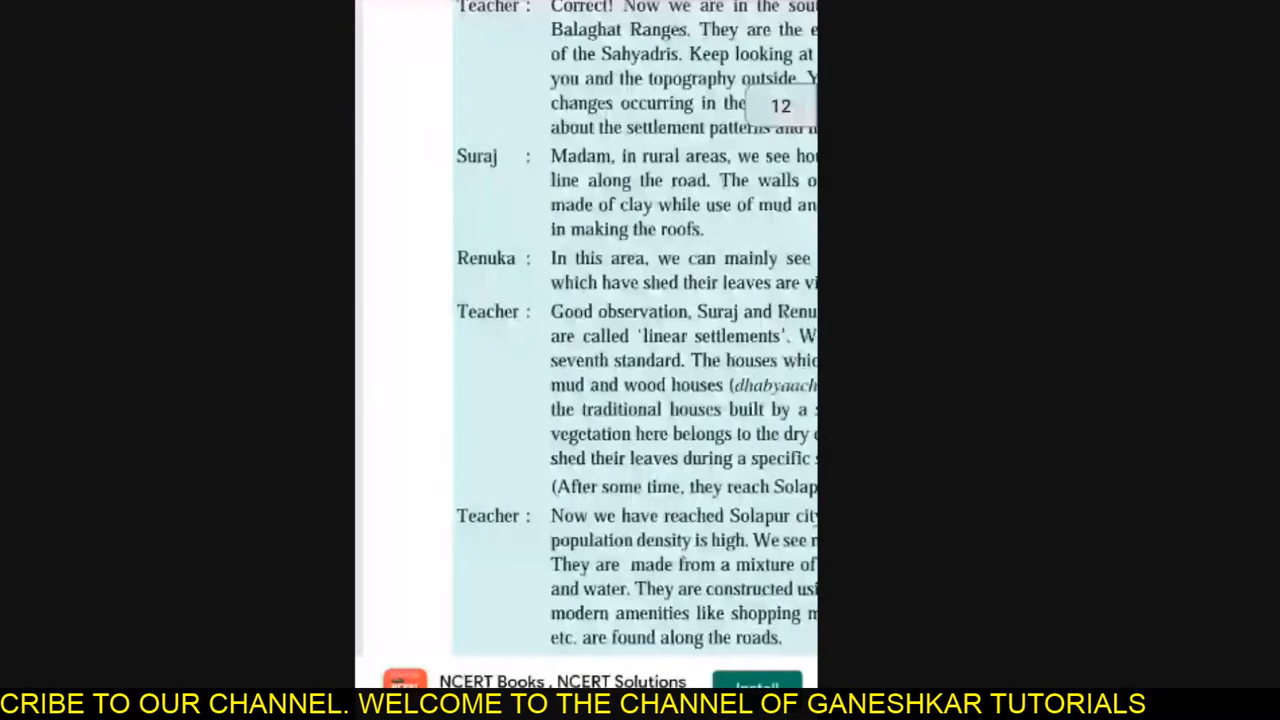 Teacher : Correct! Now we are in the sou
Balaghat Ranges. They are the e
of the Sahyadris. Keep looking at
you and the topography outside. Y
changes occurring in the
12
about the settlement patterns and
Suraj : Madam, in rural areas, we see hou
line along the road. The walls o
made of clay while use of mud an
in making the roofs.
Renuka : In this area, we can mainly see
which have shed their leaves are vi
Teacher : Good observation, Suraj and Renu
are called 'linear settlements'. W
seventh standard. The houses whic
mud and wood houses (dhabyaach
the traditional houses built by a s
vegetation here belongs to the dry
shed their leaves during a specific s
(After some time, they reach Solap
Teacher : Now we have reached Solapur city
population density is high. We see m
They are made from a mixture of
and water. They are constructed usi
modern amenities like shopping m
etc. are found along the roads.
NCERT Books , NCERT Solutions
Install
CRIBE TO OUR CHANNEL. WELCOME TO THE CHANNEL OF GANESHKAR TUTORIALS